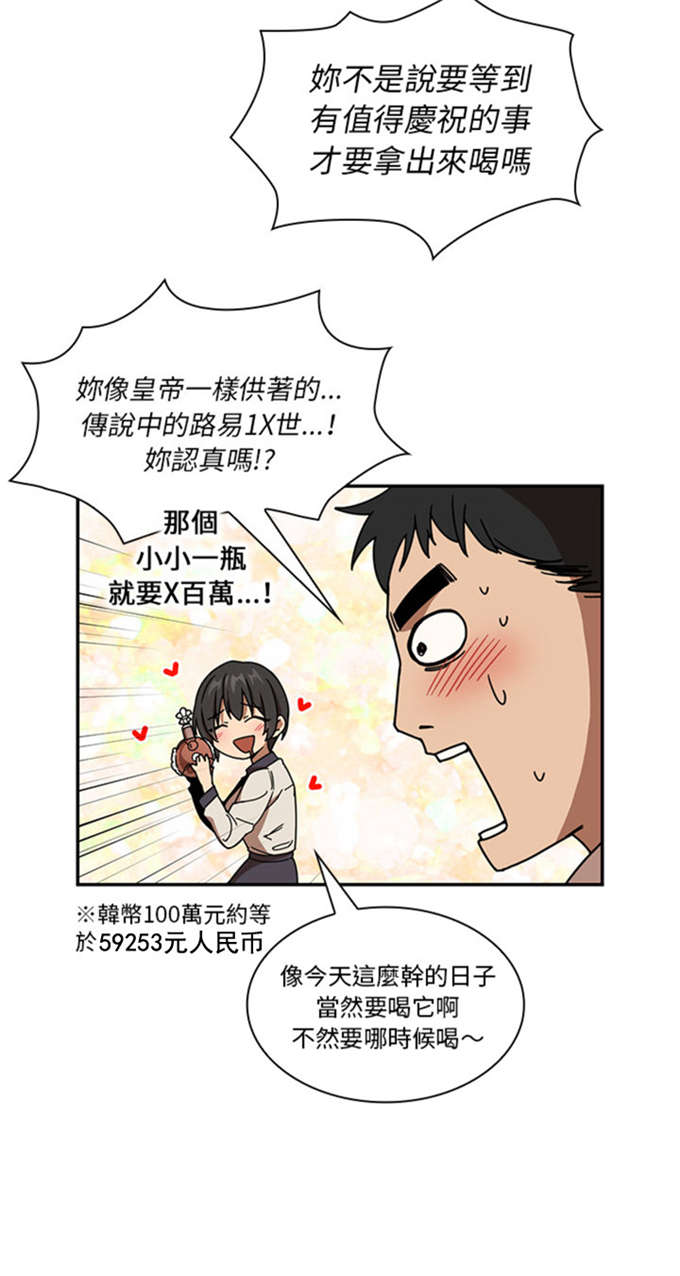 妳不是說要等到
有值得慶祝的事
才要拿出來喝嗎
妳像皇帝一樣供著的...
傳說中的路易1X世...!
妳認真嗎!?
那個
小小一瓶
就要X百萬...!
※韓幣100萬元約等
於59253元人民币
像今天這麼幹的日子
當然要喝它啊
不然要哪時候喝～